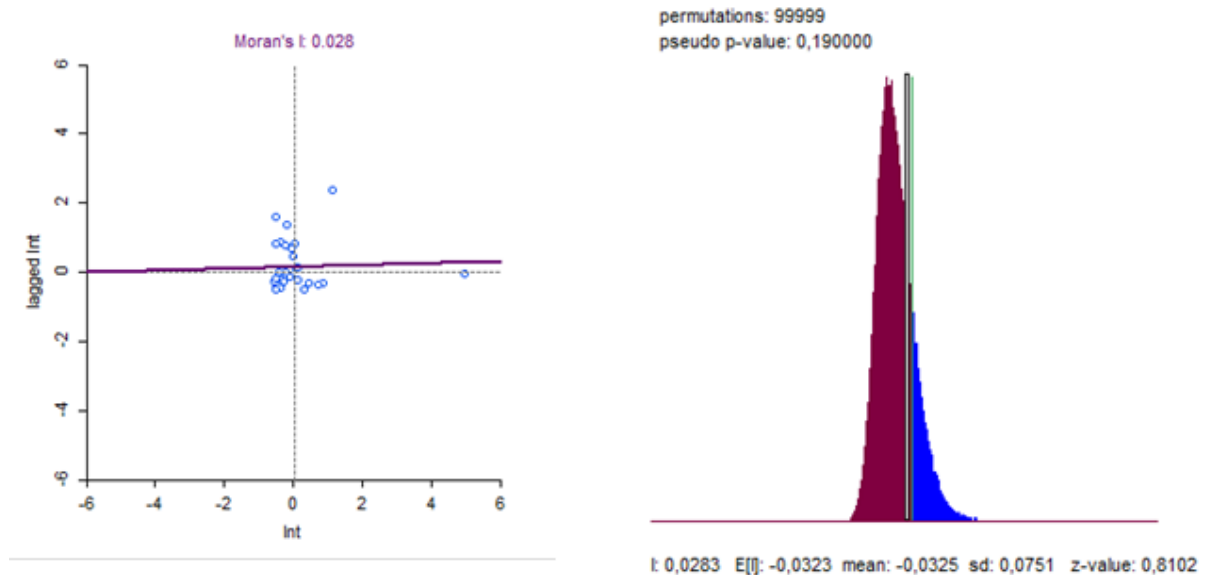 Moran's I: 0.028
6
4
2
0
-2
-4
-6
lagged Int
-6 -4 -2 0 2 4 6
Int
permutations: 99999
pseudo p-value: 0,190000
I: 0,0283 E[I]: -0,0323 mean: -0,0325 sd: 0,0751 z-value: 0,8102